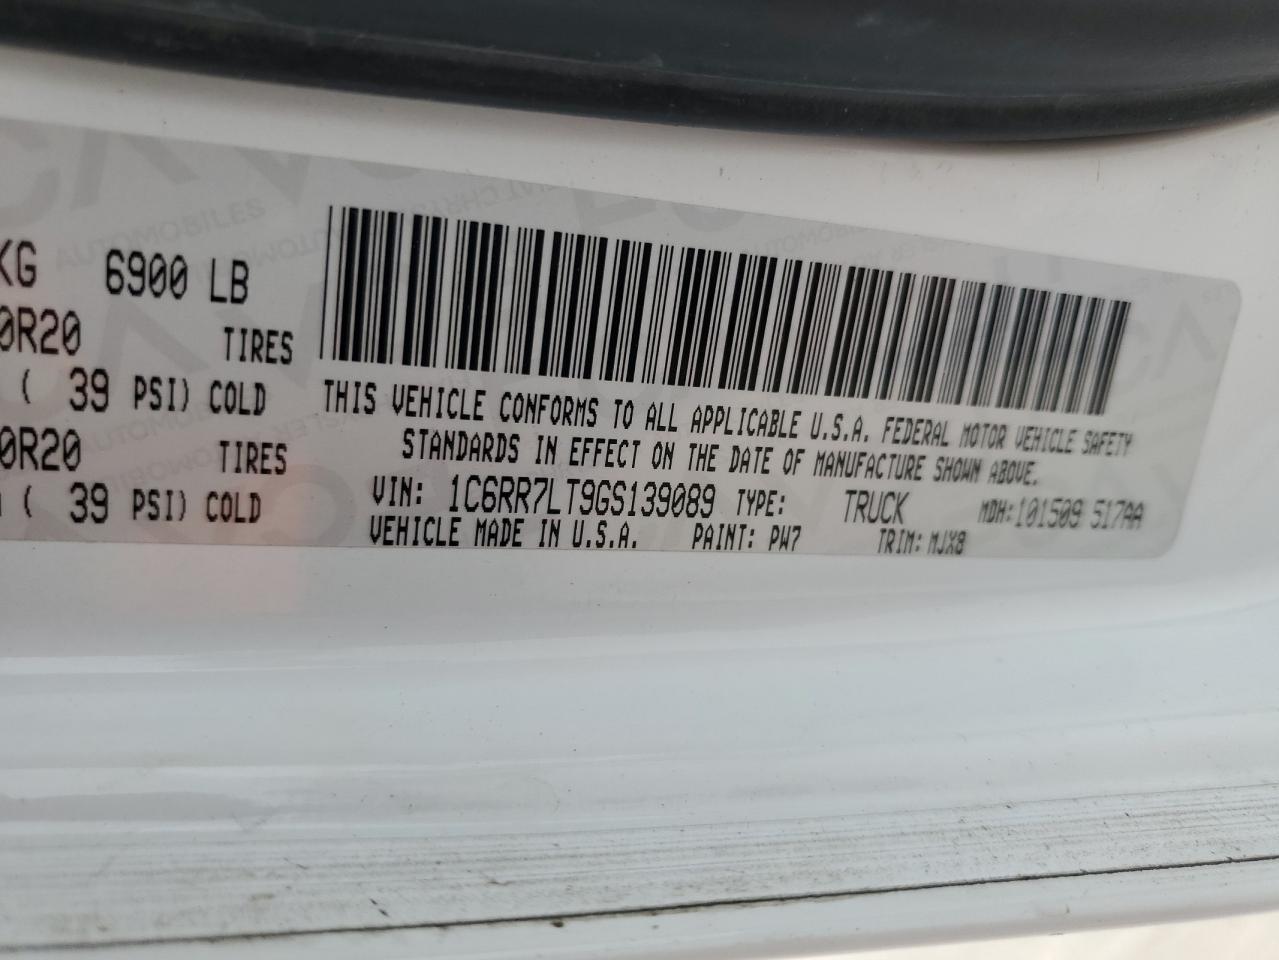 KG 6900 LB
0R20 TIRES
( 39 PSI) COLD
0R20 TIRES
( 39 PSI) COLD
THIS VEHICLE CONFORMS TO ALL APPLICABLE U.S.A. FEDERAL MOTOR VEHICLE SAFETY
STANDARDS IN EFFECT ON THE DATE OF MANUFACTURE SHOWN ABOVE.
VIN: 1C6RR7LT9GS139089 TYPE: TRUCK MDH:101509 517AA
VEHICLE MADE IN U.S.A. PAINT: PW7 TRIM: MJX8
AUTOMOBILES